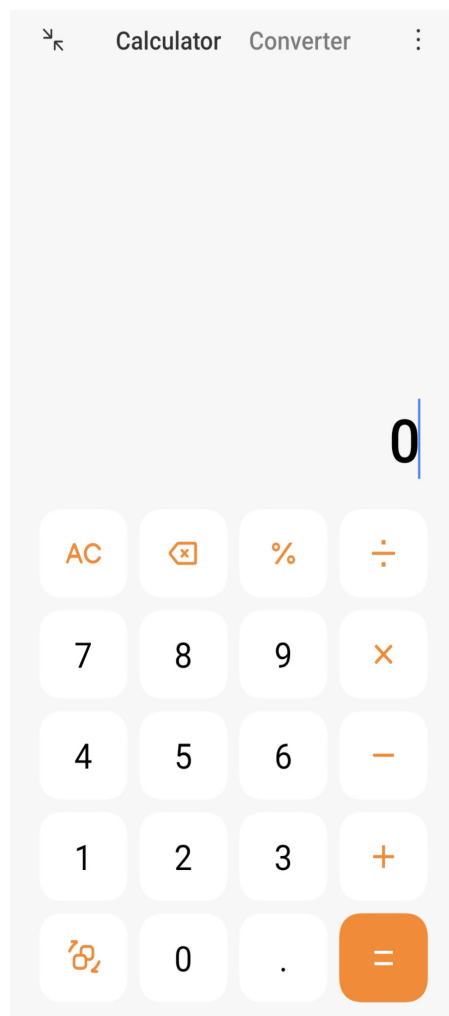 Calculator Converter
0
AC % ÷
7 8 9 ×
4 5 6 −
1 2 3 +
0 . =